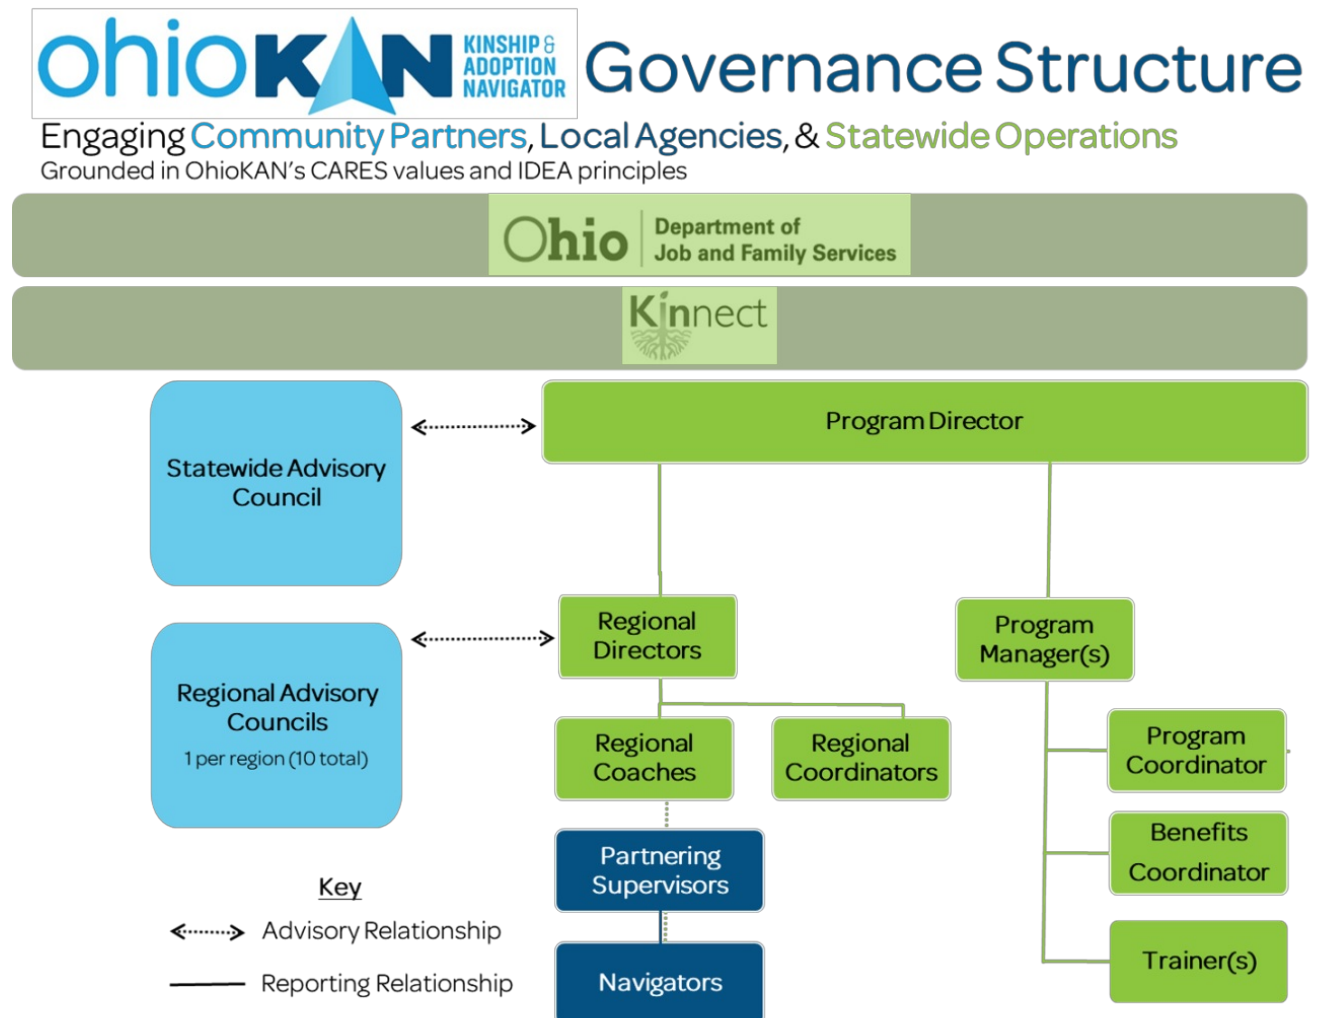 ohioKAN KINSHIP &
ADOPTION
NAVIGATOR
Governance Structure
Engaging Community Partners, Local Agencies, & Statewide Operations
Grounded in OhioKAN's CARES values and IDEA principles
Ohio Department of
Job and Family Services
Kinnect
Program Director
Statewide Advisory
Council
Regional
Directors
Program
Manager(s)
Regional Advisory
Councils
1 per region (10 total)
Regional
Coaches
Regional
Coordinators
Program
Coordinator
Partnering
Supervisors
Benefits
Coordinator
Navigators
Trainer(s)
Key
Advisory Relationship
Reporting Relationship